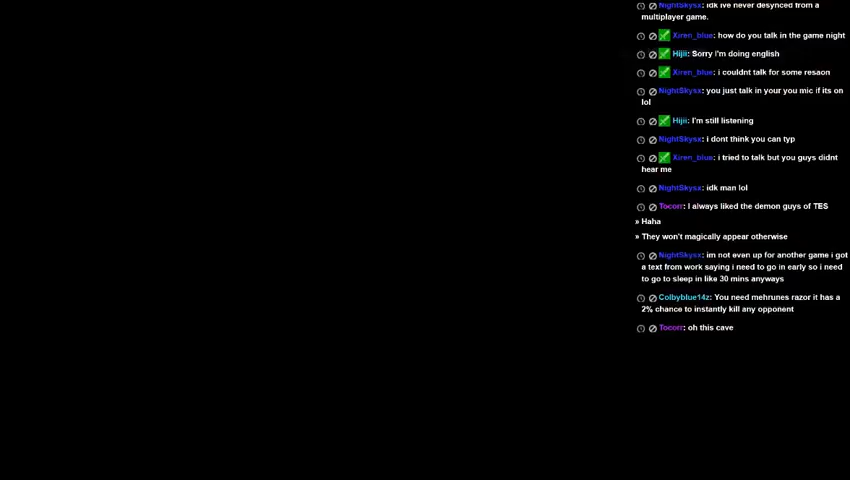 NightSkysx: idk ive never desynced from a
multiplayer game.
Xiren_blue: how do you talk in the game night
Hijii: Sorry I'm doing english
Xiren_blue: i couldnt talk for some resaon
NightSkysx: you just talk in your you mic if its on
lol
Hijii: I'm still listening
NightSkysx: i dont think you can typ
Xiren_blue: i tried to talk but you guys didnt
hear me
NightSkysx: idk man lol
Tocorr: I always liked the demon guys of TES
» Haha
» They won't magically appear otherwise
NightSkysx: im not even up for another game i got
a text from work saying i need to go in early so i need
to go to sleep in like 30 mins anyways
Colbyblue14z: You need mehrunes razor it has a
2% chance to instantly kill any opponent
Tocorr: oh this cave